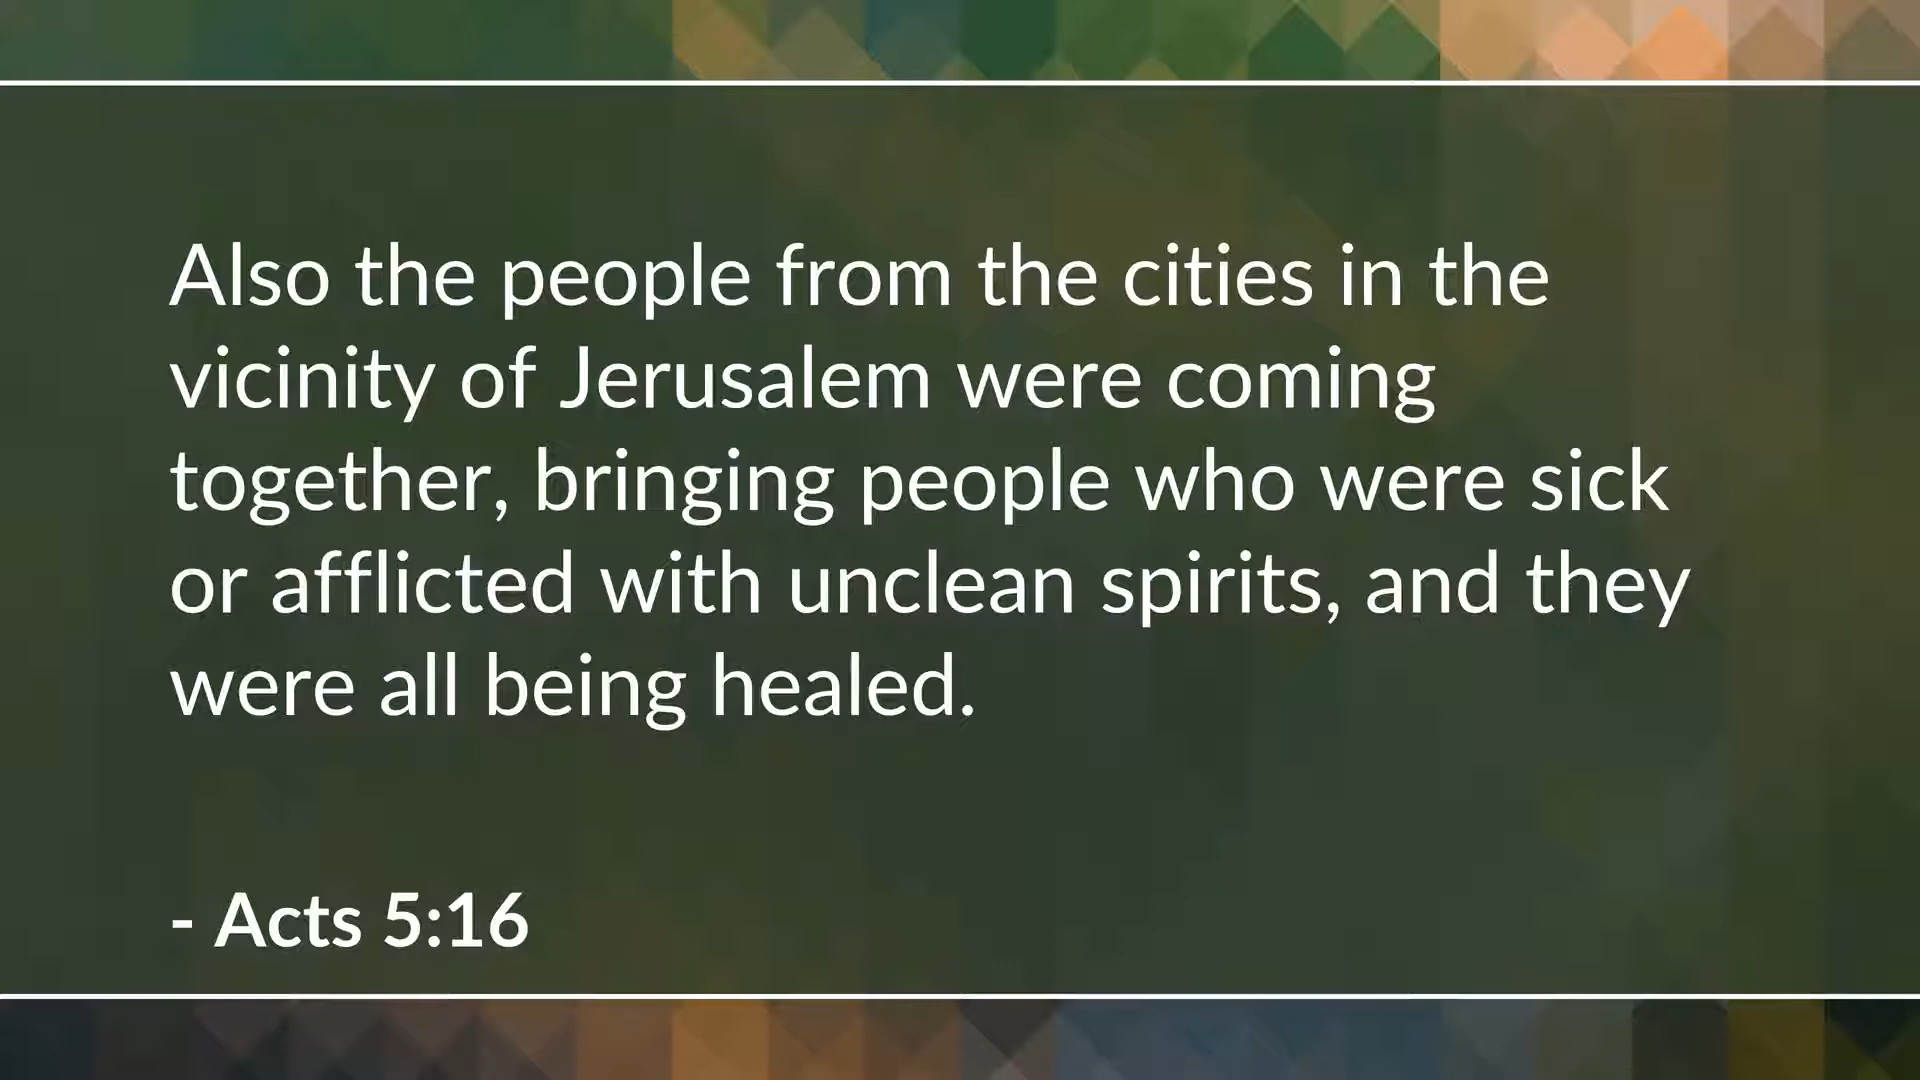 Also the people from the cities in the
vicinity of Jerusalem were coming
together, bringing people who were sick
or afflicted with unclean spirits, and they
were all being healed.
- Acts 5:16